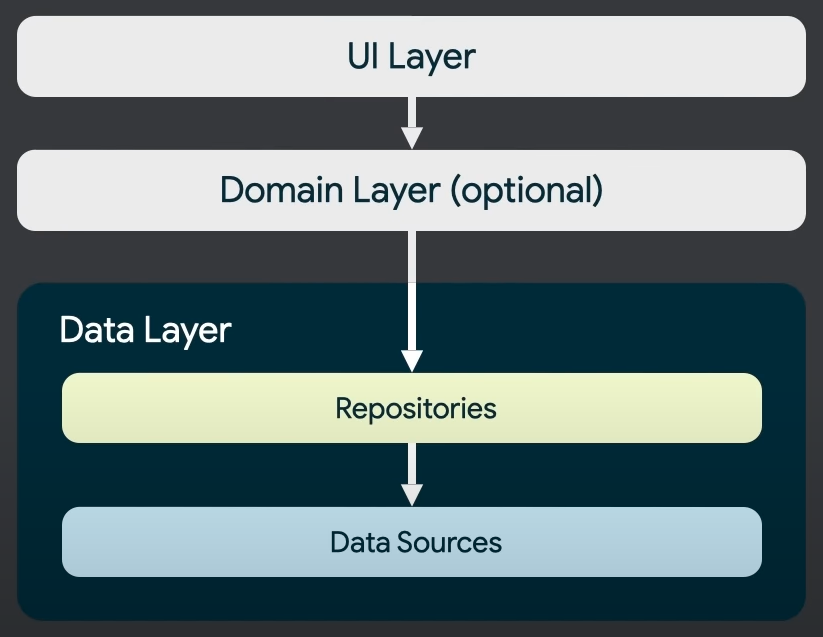 UI Layer
Domain Layer (optional)
Data Layer
Repositories
Data Sources